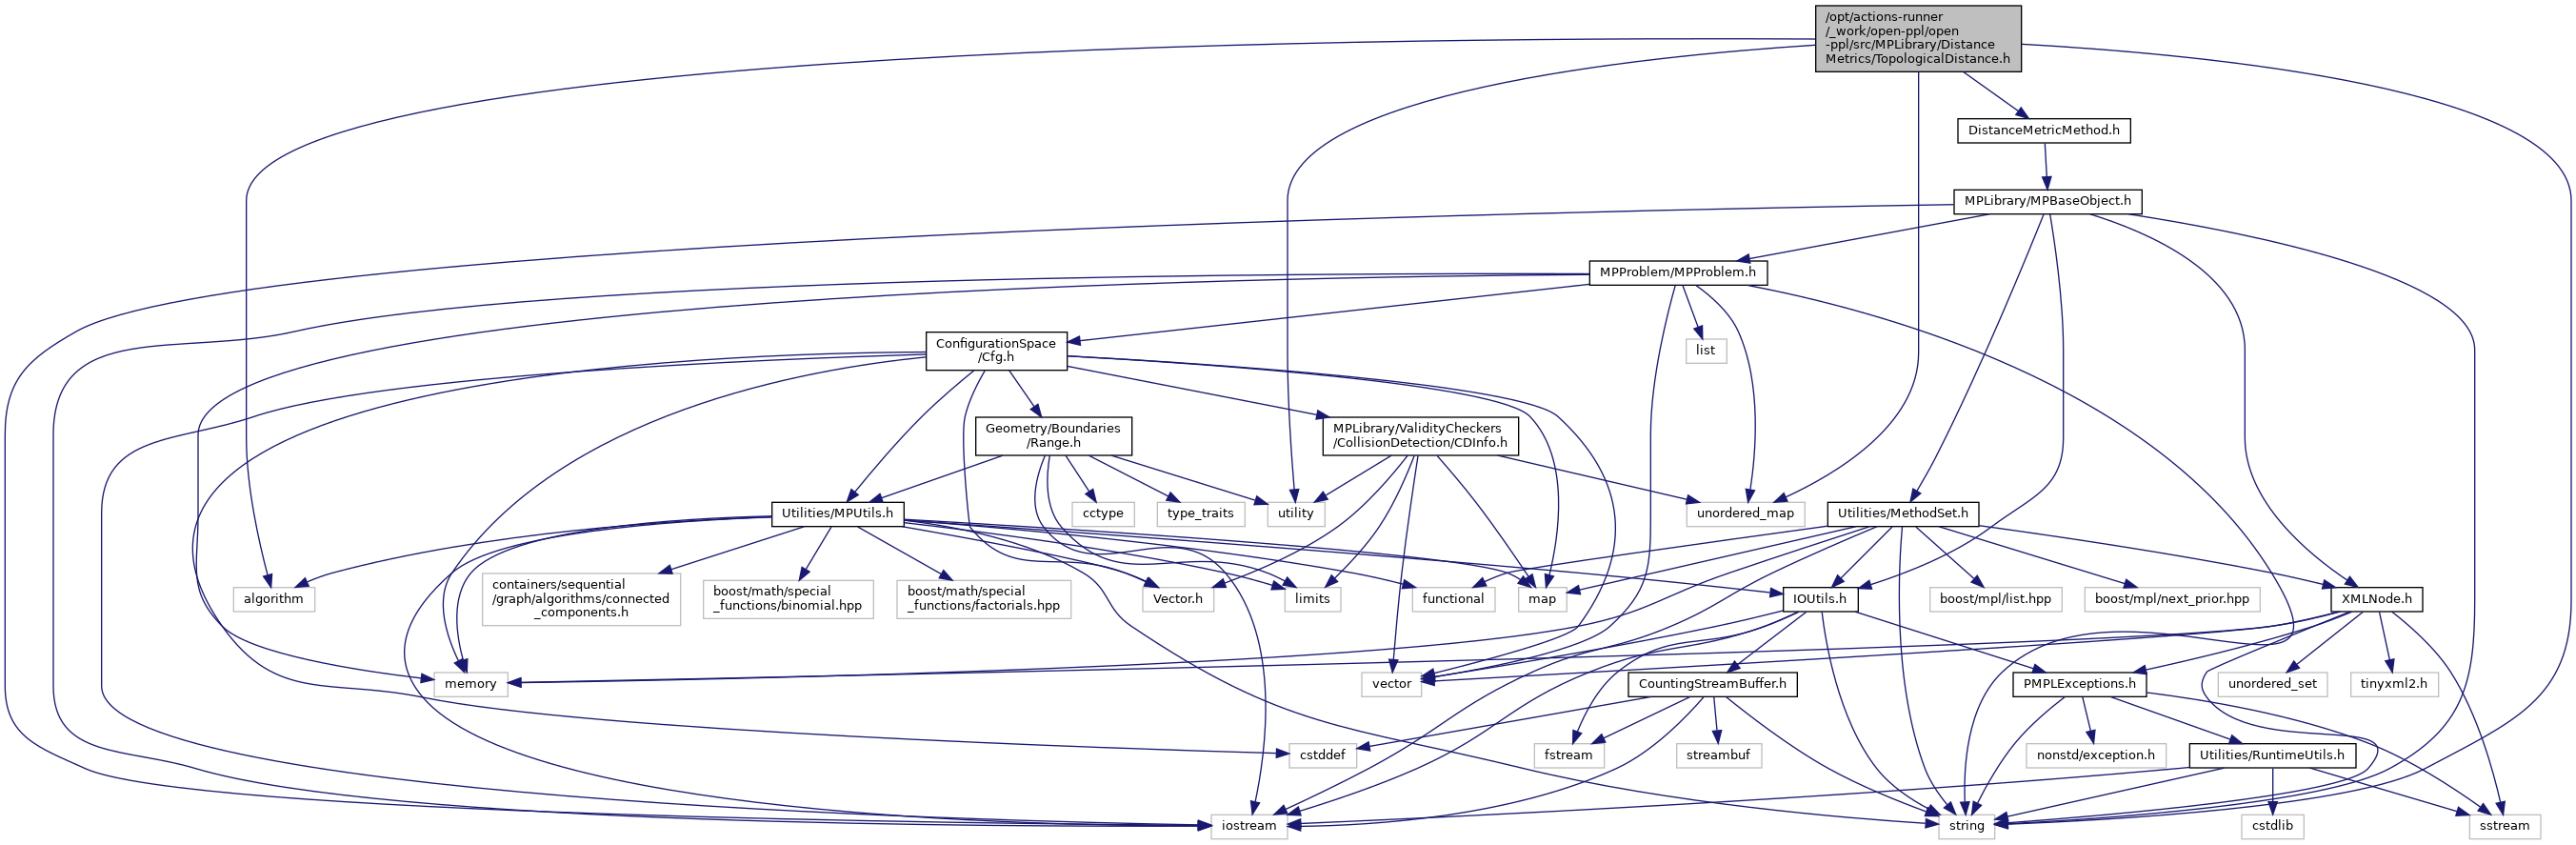 /opt/actions-runner
/_work/open-ppl/open
-ppl/src/MPLibrary/Distance
Metrics/TopologicalDistance.h
DistanceMetricMethod.h
MPLibrary/MPBaseObject.h
MPProblem/MPProblem.h
ConfigurationSpace
/Cfg.h
list
Geometry/Boundaries
/Range.h
MPLibrary/ValidityCheckers
/CollisionDetection/CDInfo.h
Utilities/MPUtils.h
cctype
type_traits
utility
unordered_map
Utilities/MethodSet.h
algorithm
containers/sequential
/graph/algorithms/connected
_components.h
boost/math/special
_functions/binomial.hpp
boost/math/special
_functions/factorials.hpp
Vector.h
limits
functional
map
IOUtils.h
boost/mpl/list.hpp
boost/mpl/next_prior.hpp
XMLNode.h
memory
vector
CountingStreamBuffer.h
PMPLExceptions.h
unordered_set
tinyxml2.h
cstddef
fstream
streambuf
nonstd/exception.h
Utilities/RuntimeUtils.h
iostream
string
cstdlib
sstream